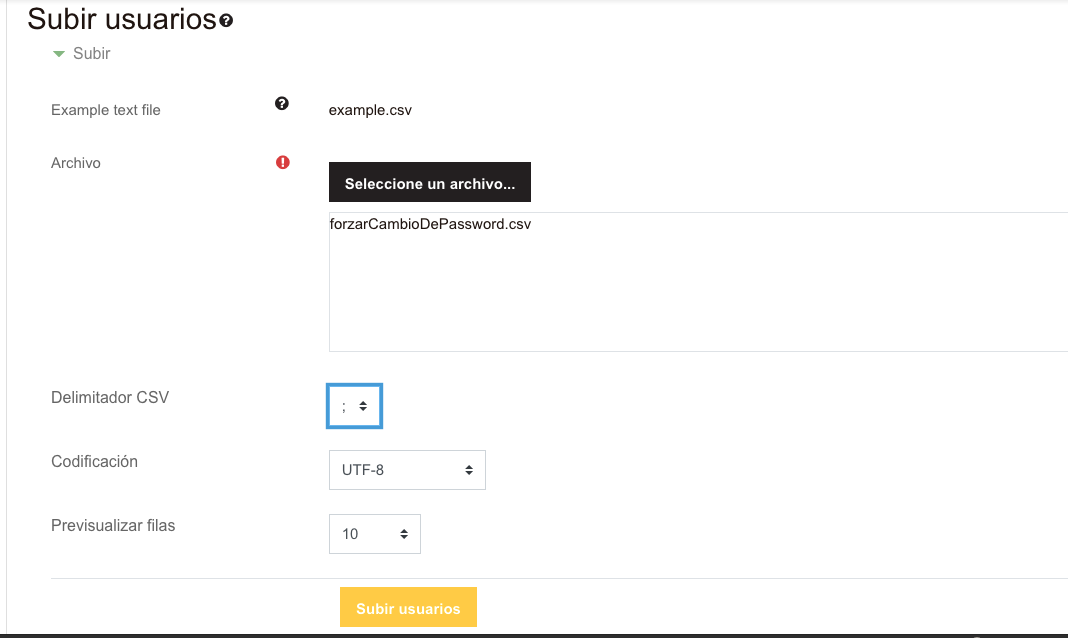 Subir usuarios
Subir
Example text file
example.csv
Archivo
Seleccione un archivo...
forzarCambioDePassword.csv
Delimitador CSV
;
Codificación
UTF-8
Previsualizar filas
10
Subir usuarios